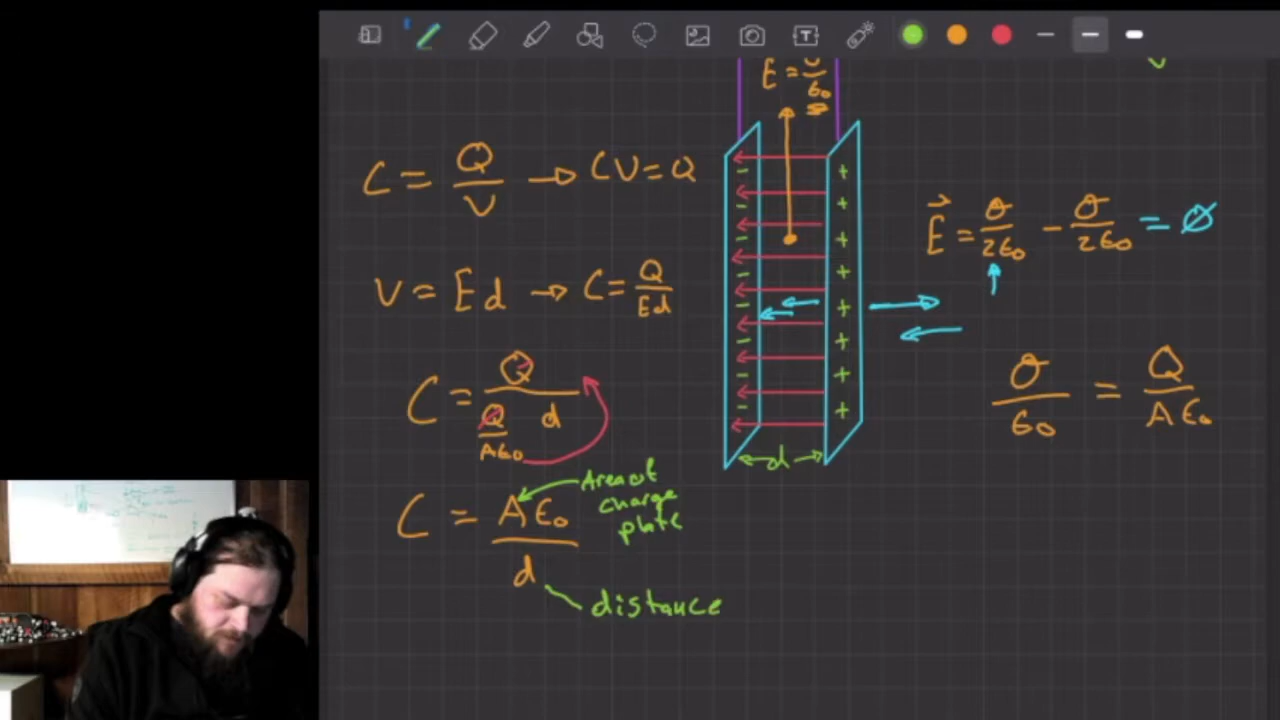 E = σ/ϵ₀
C = Q/V → CV = Q
V = Ed → C = Q/Ed
C = Q / (Q/Aϵ₀ d)
C = Aϵ₀/d
Area of
charge
plate
distance
- - - - - - - -
+ + + + + + + +
←d→
E⃗ = σ/2ϵ₀ - σ/2ϵ₀ = ∅
σ/ϵ₀ = Q/Aϵ₀
T